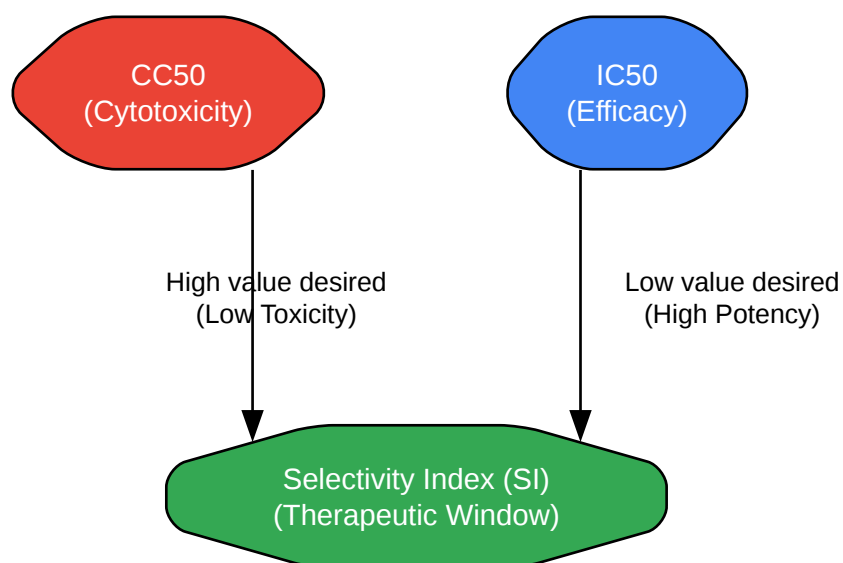 CC50
(Cytotoxicity)
IC50
(Efficacy)
High value desired
(Low Toxicity)
Low value desired
(High Potency)
Selectivity Index (SI)
(Therapeutic Window)